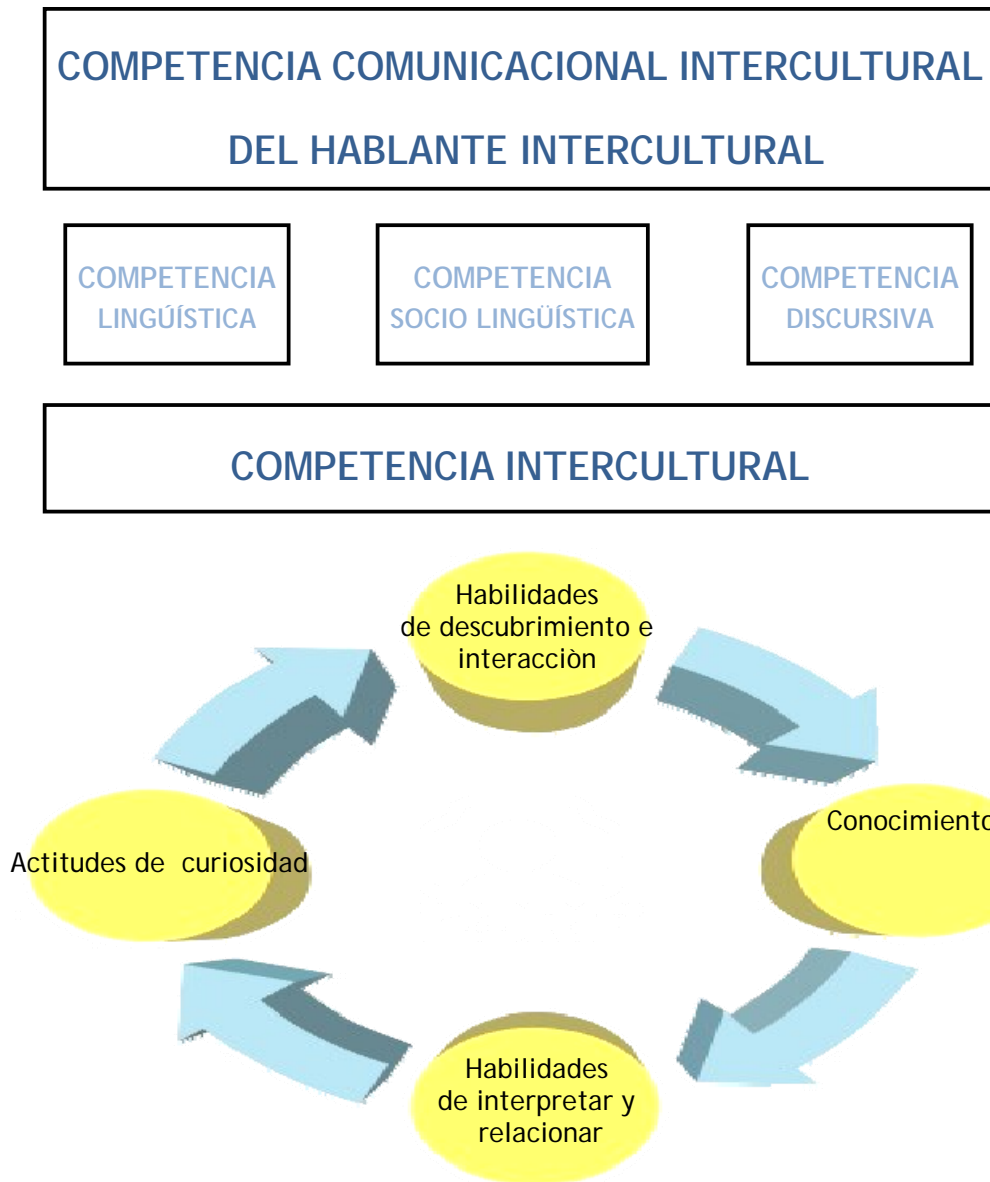 COMPETENCIA COMUNICACIONAL INTERCULTURAL
DEL HABLANTE INTERCULTURAL
COMPETENCIA
LINGÚÍSTICA
COMPETENCIA
SOCIO LINGÜÍSTICA
COMPETENCIA
DISCURSIVA
COMPETENCIA INTERCULTURAL
Habilidades
de descubrimiento e
interacciòn
Conocimiento
Actitudes de curiosidad
Habilidades
de interpretar y
relacionar